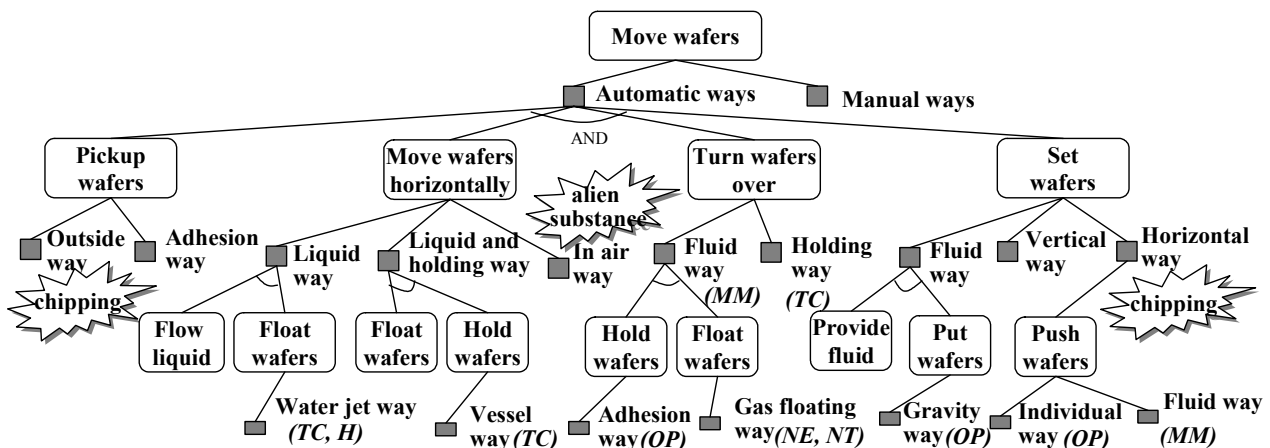 Move wafers
Automatic ways
Manual ways
AND
Pickup
wafers
Move wafers
horizontally
Turn wafers
over
Set
wafers
alien
substance
Outside
way
Adhesion
way
Liquid
way
Liquid and
holding way
In air
way
Fluid
way
(MM)
Holding
way
(TC)
Fluid
way
Vertical
way
Horizontal
way
chipping
chipping
Flow
liquid
Float
wafers
Float
wafers
Hold
wafers
Hold
wafers
Float
wafers
Provide
fluid
Put
wafers
Push
wafers
Water jet way
(TC, H)
Vessel
way(TC)
Adhesion
way(OP)
Gas floating
way(NE, NT)
Gravity
way(OP)
Individual
way (OP)
Fluid way
(MM)